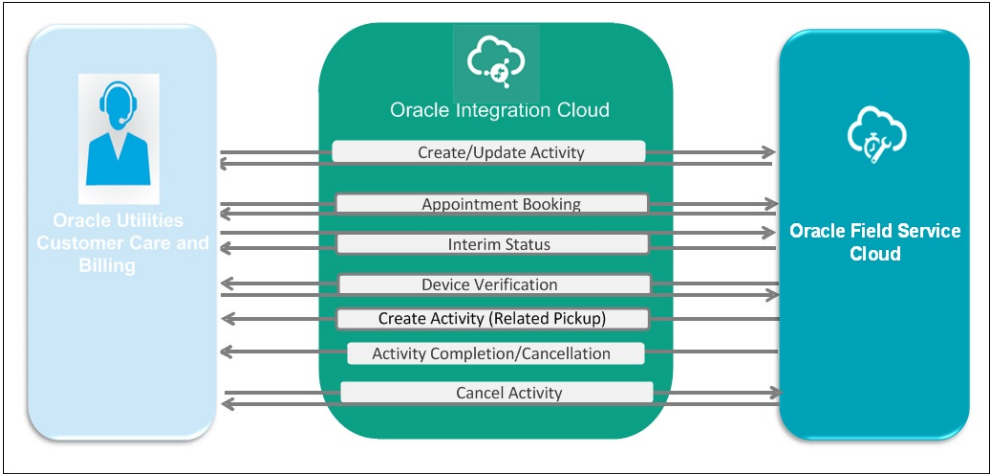 Oracle Utilities
Customer Care and
Billing
Oracle Integration Cloud
Create/Update Activity
Appointment Booking
Interim Status
Device Verification
Create Activity (Related Pickup)
Activity Completion/Cancellation
Cancel Activity
Oracle Field Service
Cloud